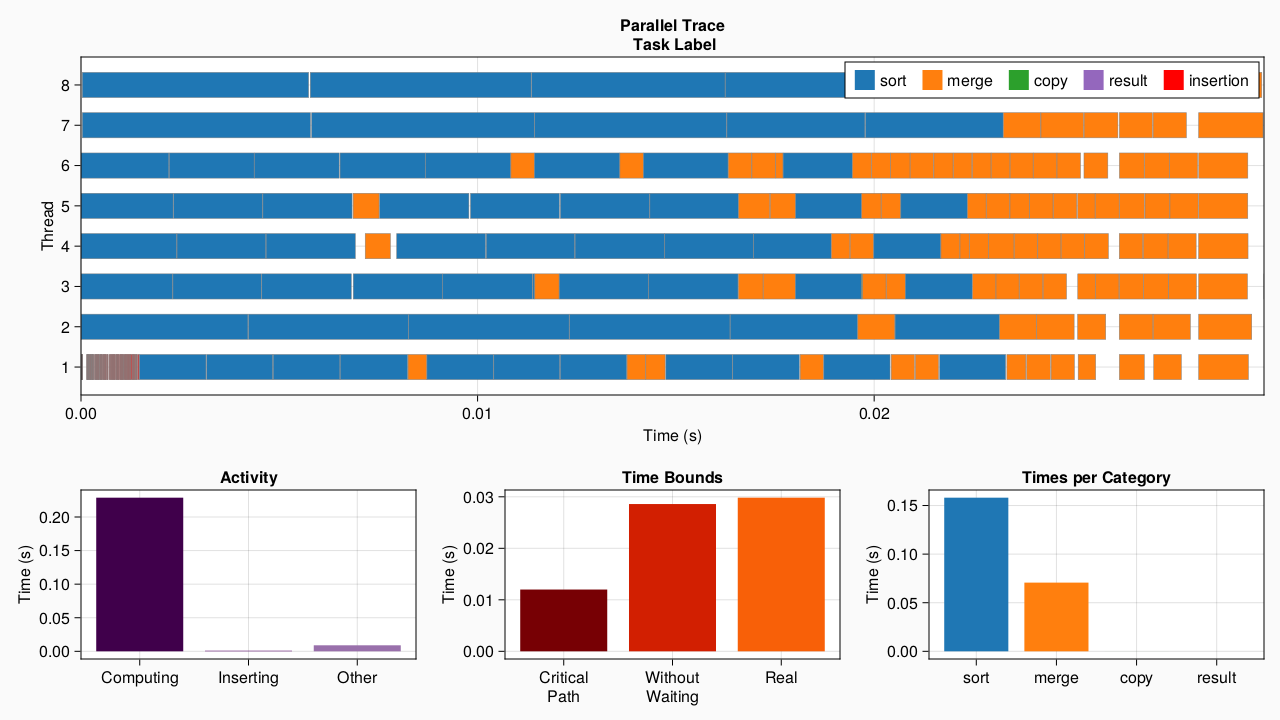 Parallel Trace
Task Label
sort merge copy result insertion
Thread
8
7
6
5
4
3
2
1
0.00 0.01 0.02
Time (s)
Activity
Time (s)
0.20
0.15
0.10
0.05
0.00
Computing Inserting Other
Time Bounds
Time (s)
0.03
0.02
0.01
0.00
Critical Path
Without Waiting
Real
Times per Category
Time (s)
0.15
0.10
0.05
0.00
sort merge copy result